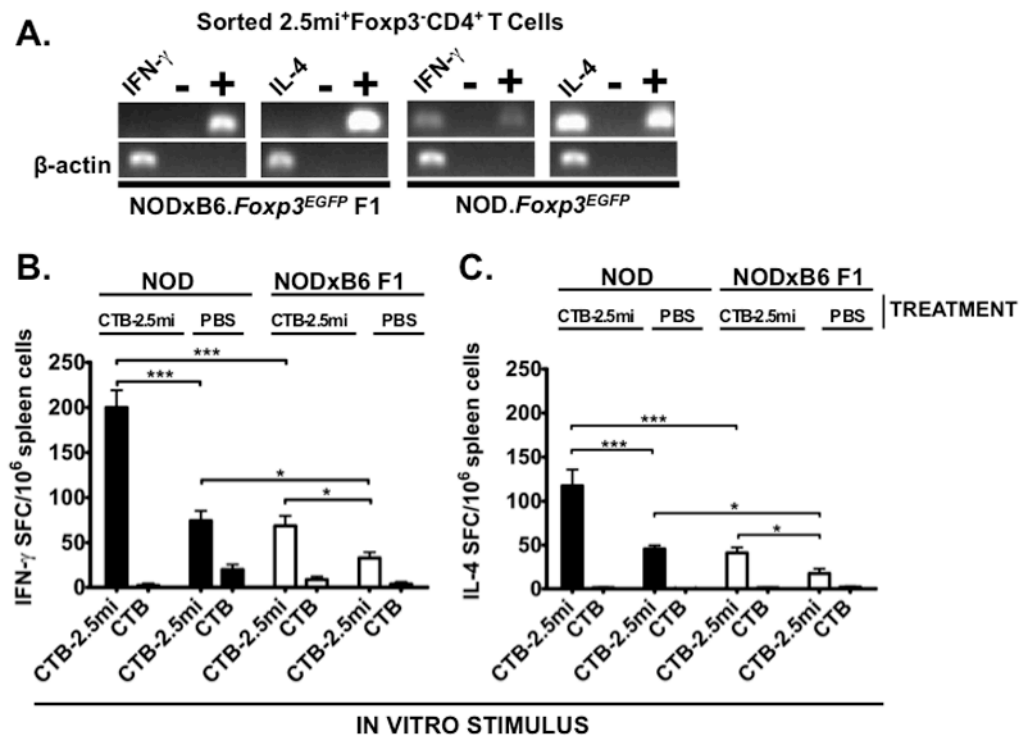 A.
Sorted 2.5mi⁺Foxp3⁻CD4⁺ T Cells
IFN-γ - + IL-4 - + IFN-γ - + IL-4 - +
β-actin
NODxB6.Foxp3ᴱᴳᶠᴾ F1 NOD.Foxp3ᴱᴳᶠᴾ
B.
NOD NODxB6 F1
CTB-2.5mi PBS CTB-2.5mi PBS
IFN-γ SFC/10⁶ spleen cells
250
200
150
100
50
0
***
***
*
*
CTB-2.5mi CTB CTB-2.5mi CTB CTB-2.5mi CTB CTB-2.5mi CTB
C.
NOD NODxB6 F1
CTB-2.5mi PBS CTB-2.5mi PBS
TREATMENT
IL-4 SFC/10⁶ spleen cells
250
200
150
100
50
0
***
***
*
*
CTB-2.5mi CTB CTB-2.5mi CTB CTB-2.5mi CTB CTB-2.5mi CTB
IN VITRO STIMULUS